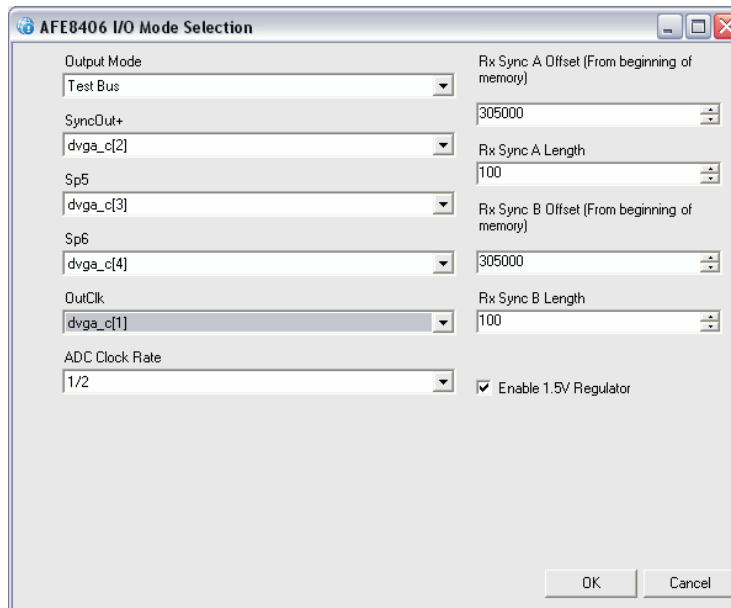 AFE8406 I/O Mode Selection
Output Mode
Test Bus
SyncOut+
dvga_c[2]
Sp5
dvga_c[3]
Sp6
dvga_c[4]
OutClk
dvga_c[1]
ADC Clock Rate
1/2
Rx Sync A Offset (From beginning of
memory)
305000
Rx Sync A Length
100
Rx Sync B Offset (From beginning of
memory)
305000
Rx Sync B Length
100
Enable 1.5V Regulator
OK
Cancel